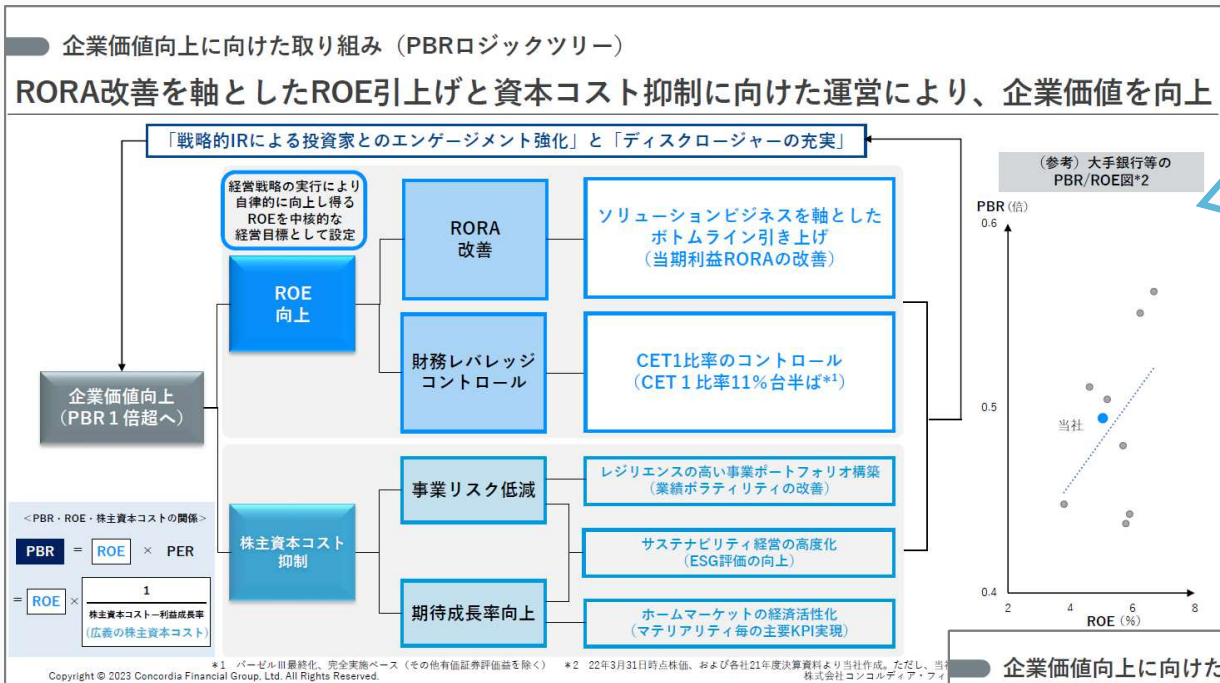 企業価値向上に向けた取り組み（PBRロジックツリー）
RORA改善を軸としたROE引上げと資本コスト抑制に向けた運営により、企業価値を向上
「戦略的IRによる投資家とのエンゲージメント強化」と「ディスクロージャーの充実」
経営戦略の実行により
自律的に向上し得る
ROEを中核的な
経営目標として設定
ROE
向上
RORA
改善
ソリューションビジネスを軸とした
ボトムライン引き上げ
（当期利益RORAの改善）
財務レバレッジ
コントロール
CET1比率のコントロール
（CET１比率11%台半ば*1）
企業価値向上
（PBR１倍超へ）
株主資本コスト
抑制
事業リスク低減
レジリエンスの高い事業ポートフォリオ構築
（業績ボラティリティの改善）
サステナビリティ経営の高度化
（ESG評価の向上）
期待成長率向上
ホームマーケットの経済活性化
（マテリアリティ毎の主要KPI実現）
＜PBR・ROE・株主資本コストの関係＞
PBR = ROE × PER
= ROE ×
1
株主資本コスト－利益成長率
（広義の株主資本コスト）
（参考）大手銀行等の
PBR/ROE図*2
PBR（倍）
0.6
0.5
当社
0.4
2 4 6 8
ROE（%）
*1 バーゼルⅢ最終化、完全実施ベース（その他有価証券評価益を除く） *2 22年3月31日時点株価、および各社21年度決算資料より当社作成。ただし、当
Copyright © 2023 Concordia Financial Group, Ltd. All Rights Reserved.
株式会社コンコルディア・フィ
企業価値向上に向けた